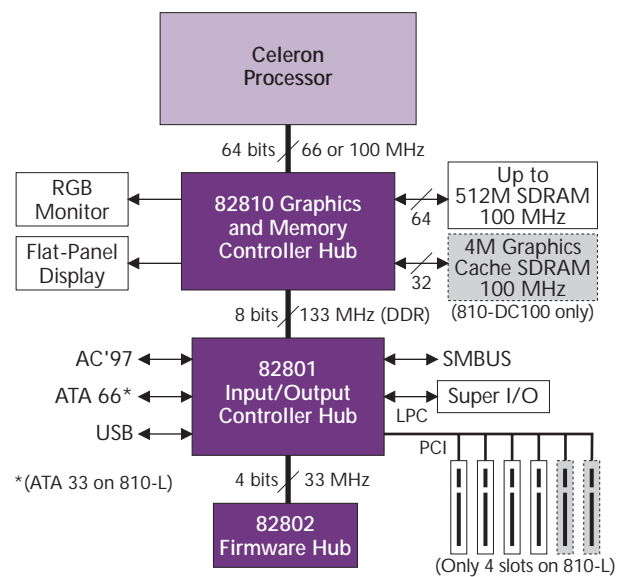 Celeron
Processor
64 bits
66 or 100 MHz
RGB
Monitor
82810 Graphics
and Memory
Controller Hub
64
Up to
512M SDRAM
100 MHz
Flat-Panel
Display
32
4M Graphics
Cache SDRAM
100 MHz
(810-DC100 only)
8 bits
133 MHz (DDR)
AC'97
ATA 66*
USB
82801
Input/Output
Controller Hub
SMBUS
Super I/O
LPC
PCI
*(ATA 33 on 810-L)
4 bits
33 MHz
82802
Firmware Hub
(Only 4 slots on 810-L)